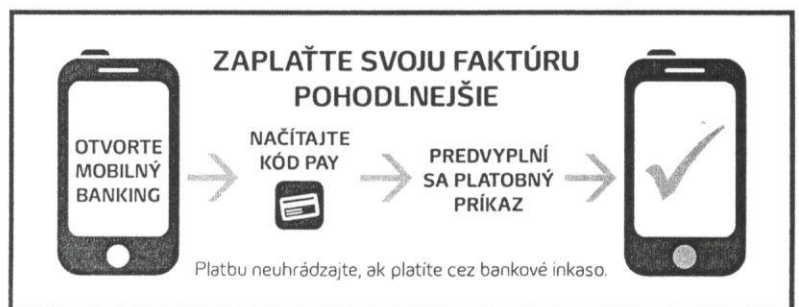 ZAPLAŤTE SVOJU FAKTÚRU
POHODLNEJŠIE
OTVORTE
MOBILNÝ
BANKING
NAČÍTAJTE
KÓD PAY
PREDVYPLNÍ
SA PLATOBNÝ
PRÍKAZ
Platbu neuhrádzajte, ak platíte cez bankové inkaso.